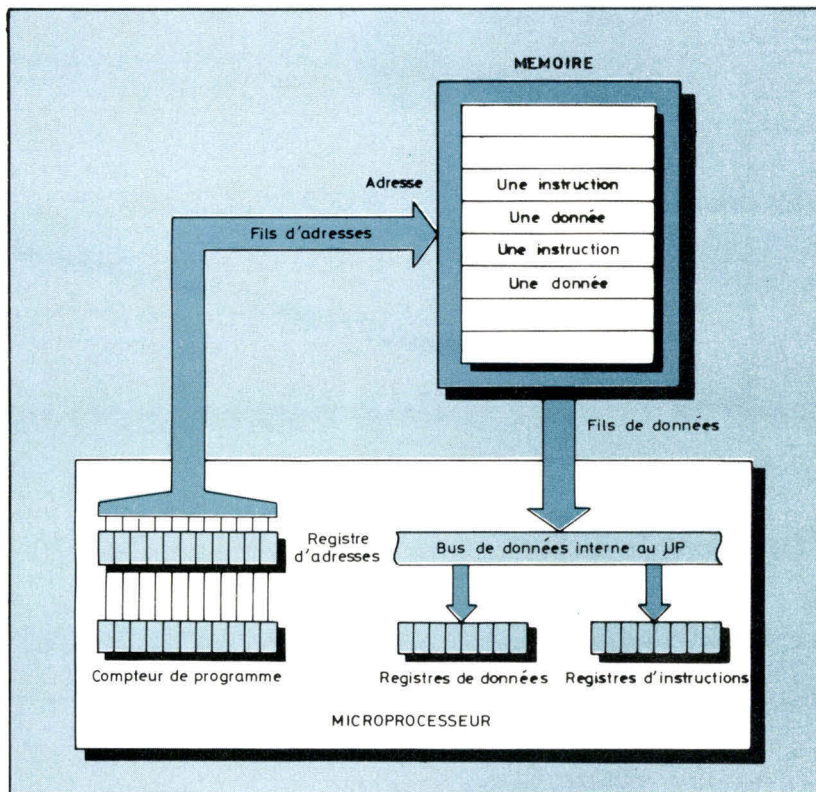 MEMOIRE
Adresse
Une instruction
Une donnée
Une instruction
Une donnée
Fils d'adresses
Fils de données
Registre
d'adresses
Bus de données interne au µP
Compteur de programme
Registres de données
Registres d'instructions
MICROPROCESSEUR